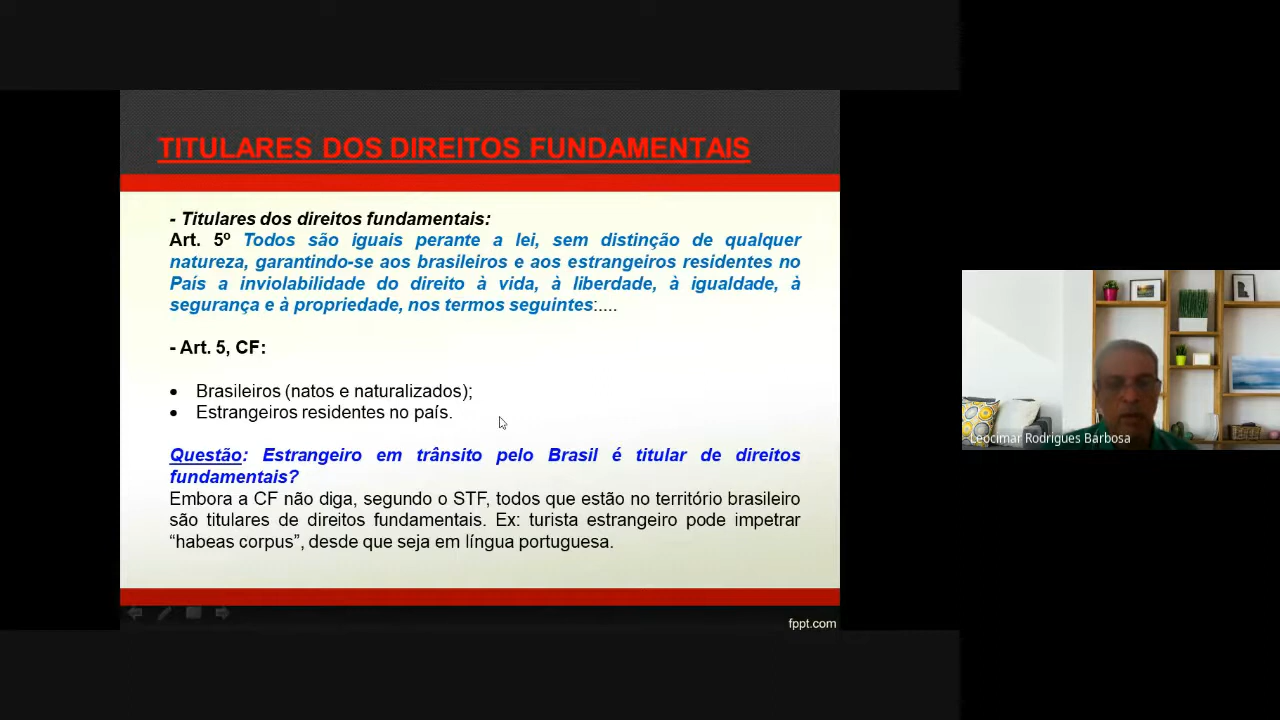 TITULARES DOS DIREITOS FUNDAMENTAIS
- Titulares dos direitos fundamentais:
Art. 5º Todos são iguais perante a lei, sem distinção de qualquer
natureza, garantindo-se aos brasileiros e aos estrangeiros residentes no
País a inviolabilidade do direito à vida, à liberdade, à igualdade, à
segurança e à propriedade, nos termos seguintes:....
- Art. 5, CF:
• Brasileiros (natos e naturalizados);
• Estrangeiros residentes no país.
Questão: Estrangeiro em trânsito pelo Brasil é titular de direitos
fundamentais?
Embora a CF não diga, segundo o STF, todos que estão no território brasileiro
são titulares de direitos fundamentais. Ex: turista estrangeiro pode impetrar
“habeas corpus”, desde que seja em língua portuguesa.
fppt.com
Leocimar Rodrigues Barbosa